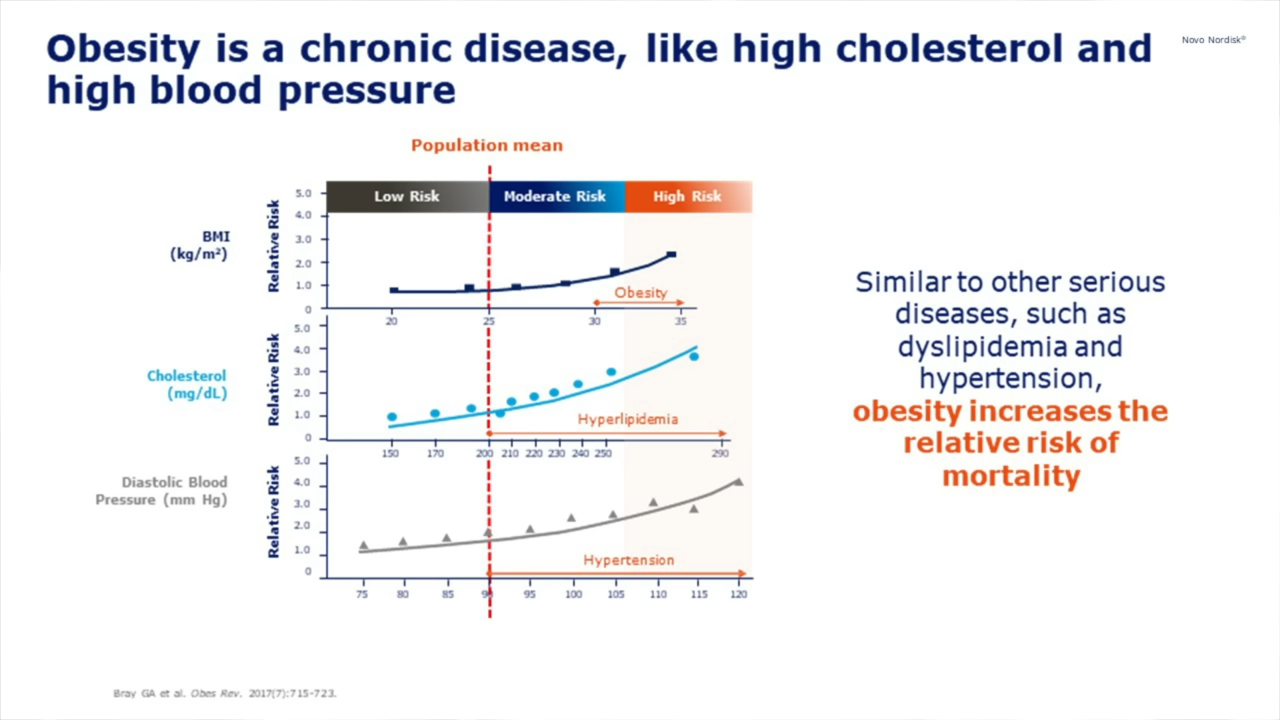 Obesity is a chronic disease, like high cholesterol and
high blood pressure
Novo Nordisk®
Population mean
Low Risk
Moderate Risk
High Risk
BMI
(kg/m²)
Relative Risk
5.0
4.0
3.0
2.0
1.0
0
Obesity
20 25 30 35
Cholesterol
(mg/dL)
Relative Risk
5.0
4.0
3.0
2.0
1.0
0
Hyperlipidemia
150 170 200 210 220 230 240 250 290
Diastolic Blood
Pressure (mm Hg)
Relative Risk
5.0
4.0
3.0
2.0
1.0
0
Hypertension
75 80 85 90 95 100 105 110 115 120
Similar to other serious
diseases, such as
dyslipidemia and
hypertension,
obesity increases the
relative risk of
mortality
Bray GA et al. Obes Rev. 2017(7):715-723.